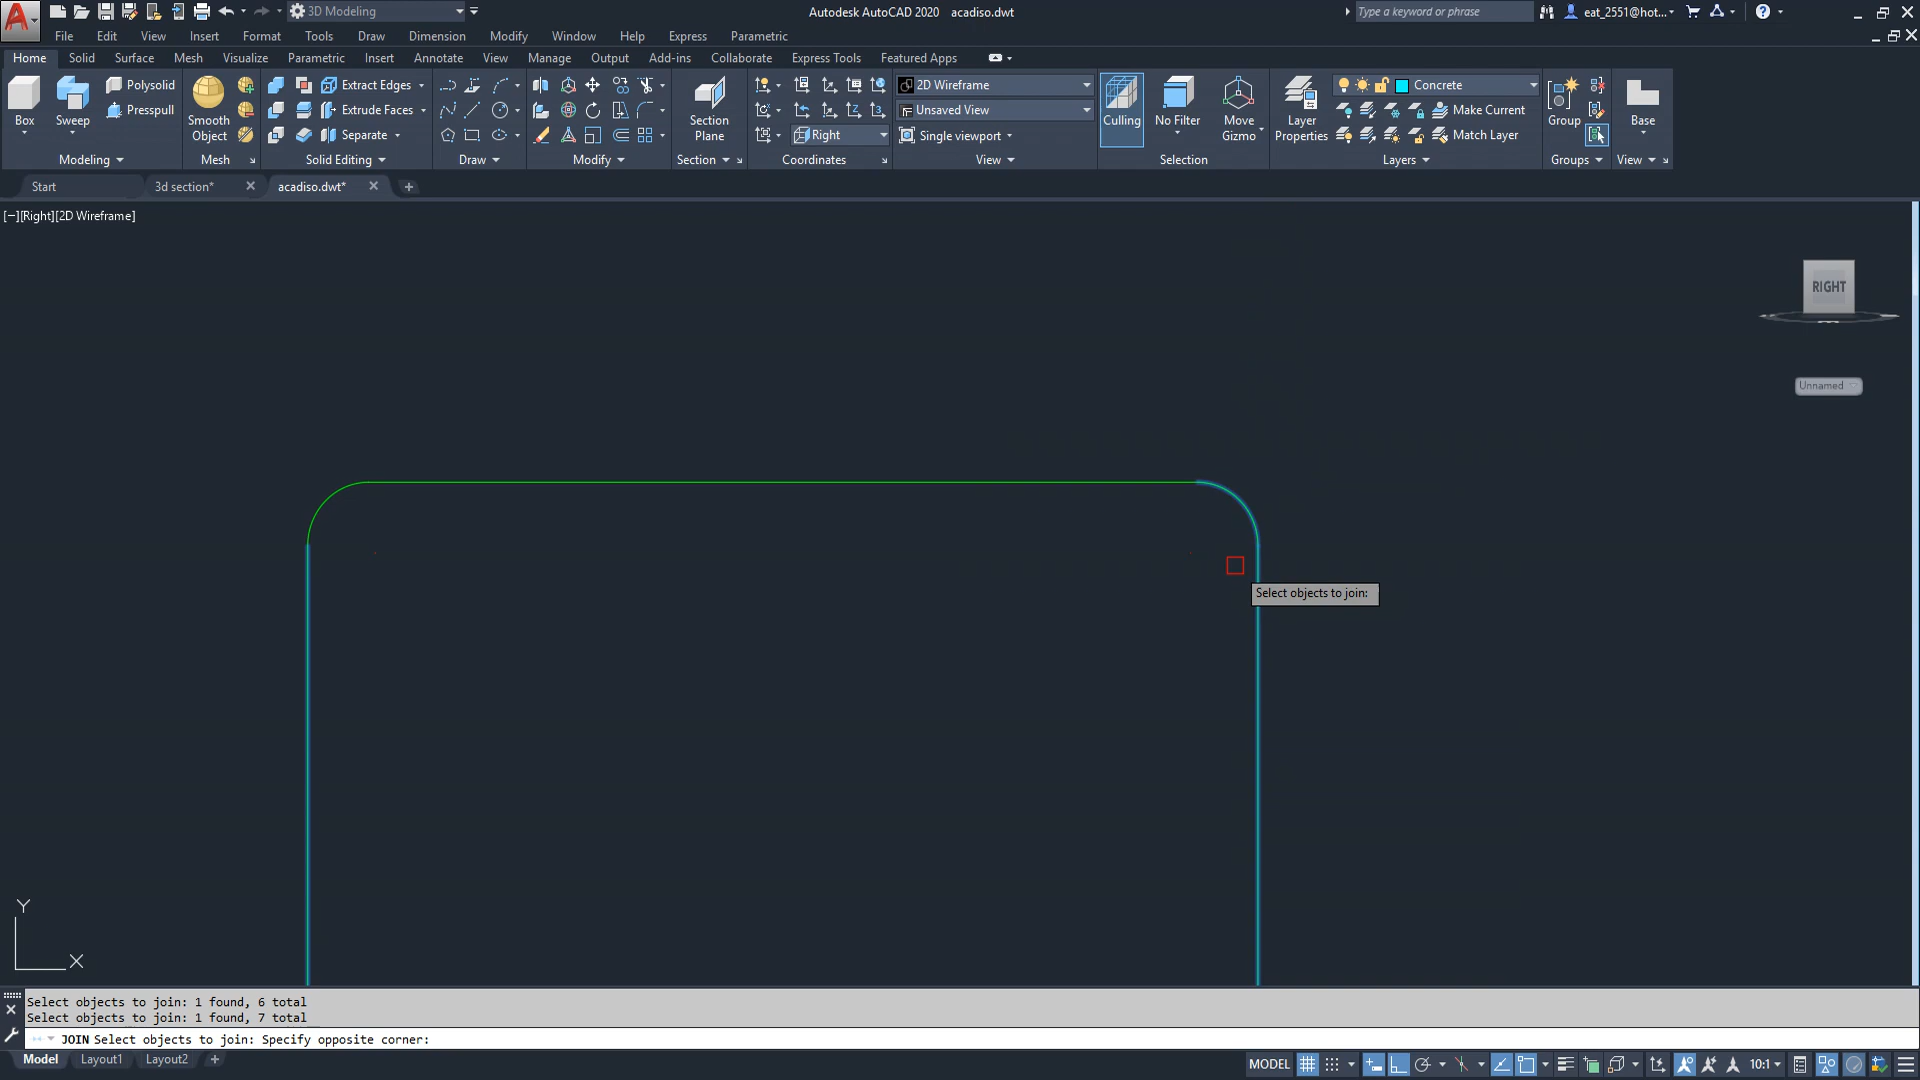 3D Modeling
Autodesk AutoCAD 2020 acadiso.dwt
Type a keyword or phrase
eat_2551@hot...
File Edit View Insert Format Tools Draw Dimension Modify Window Help Express Parametric
Home Solid Surface Mesh Visualize Parametric Insert Annotate View Manage Output Add-ins Collaborate Express Tools Featured Apps
Box
Sweep
Polysolid
Presspull
Modeling
Smooth
Object
Mesh
Extract Edges
Extrude Faces
Separate
Solid Editing
Draw
Modify
Section
Plane
Section
Right
Coordinates
2D Wireframe
Unsaved View
Single viewport
View
Culling
No Filter
Move
Gizmo
Selection
Layer
Properties
Concrete
Make Current
Match Layer
Layers
Group
Groups
Base
View
Start
3d section*
acadiso.dwt*
[−][Right][2D Wireframe]
RIGHT
Unnamed
Select objects to join:
Y
X
Select objects to join: 1 found, 6 total
Select objects to join: 1 found, 7 total
JOIN Select objects to join: Specify opposite corner:
Model Layout1 Layout2
MODEL
10:1